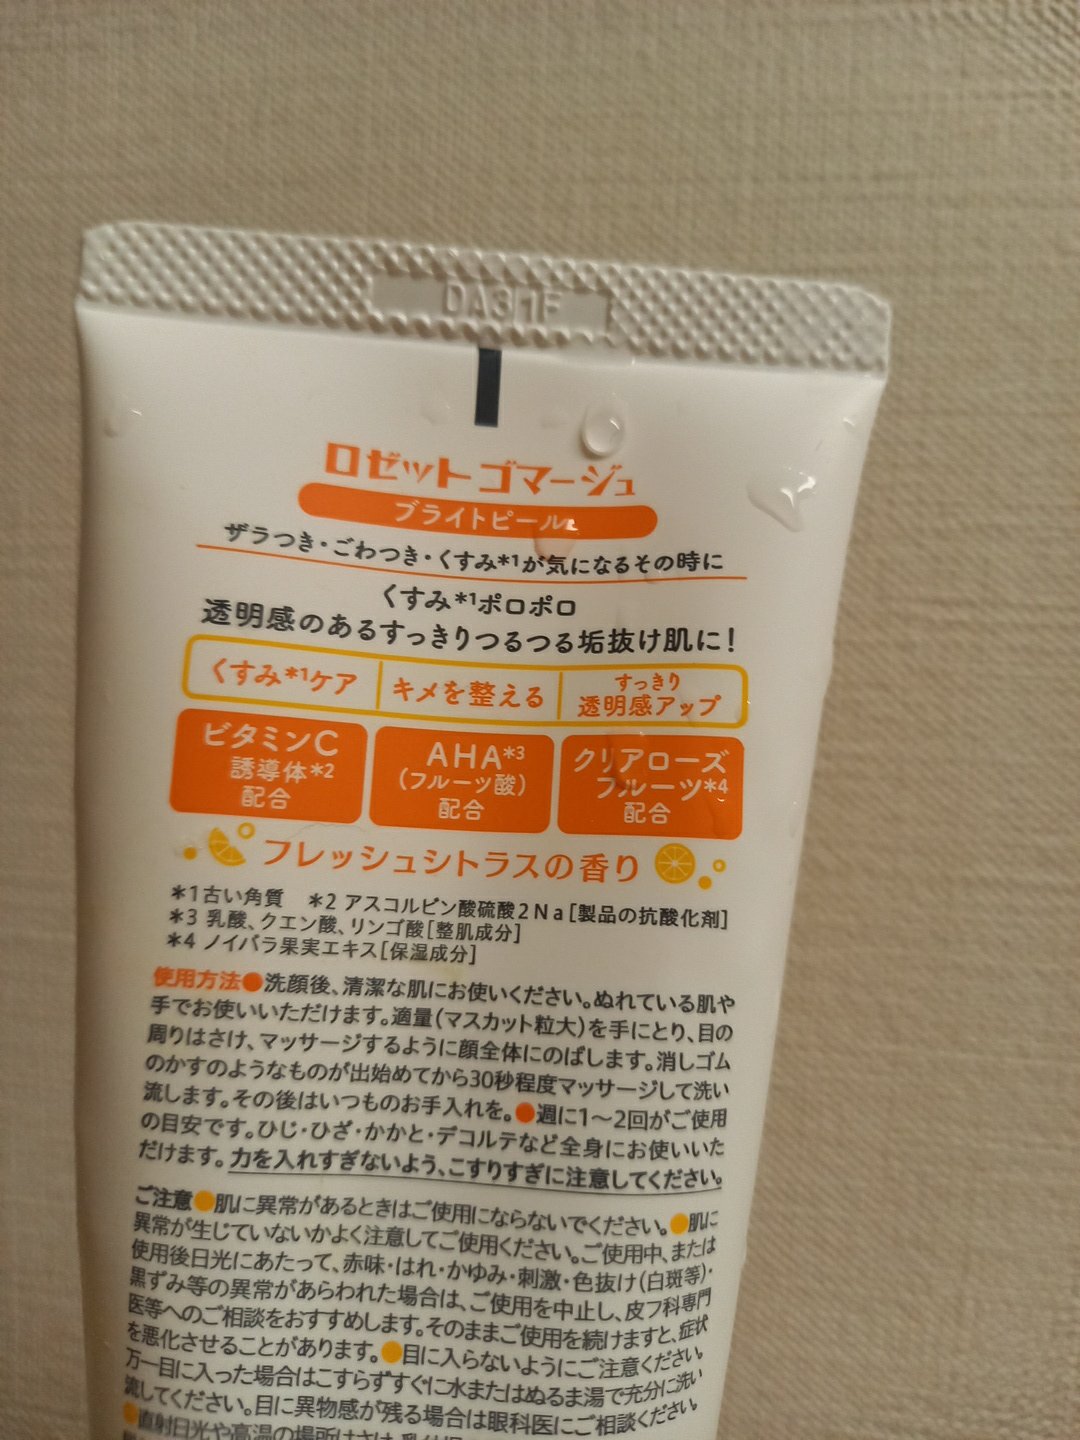 DA31F
ロゼット ゴマージュ
ブライトピール
ザラつき・ごわつき・くすみ*1が気になるその時に
くすみ*1ポロポロ
透明感のあるすっきりつるつる垢抜け肌に!
くすみ*1ケア
キメを整える
すっきり
透明感アップ
ビタミンC
誘導体*2
配合
AHA*3
(フルーツ酸)
配合
クリアローズ
フルーツ*4
配合
フレッシュシトラスの香り
*1古い角質 *2 アスコルビン酸硫酸2Na[製品の抗酸化剤]
*3 乳酸、クエン酸、リンゴ酸[整肌成分]
*4 ノイバラ果実エキス[保湿成分]
使用方法●洗顔後、清潔な肌にお使いください。ぬれている肌や
手でお使いいただけます。適量(マスカット粒大)を手にとり、目の
周りはさけ、マッサージするように顔全体にのばします。消しゴム
のかすのようなものが出始めてから30秒程度マッサージして洗い
流します。その後はいつものお手入れを。●週に1～2回がご使用
の目安です。ひじ・ひざ・かかと・デコルテなど全身にお使いいた
だけます。力を入れすぎないよう、こすりすぎに注意してください。
ご注意●肌に異常があるときはご使用にならないでください。●肌に
異常が生じていないかよく注意してご使用ください。ご使用中、または
使用後日光にあたって、赤味・はれ・かゆみ・刺激・色抜け(白斑等)・
黒ずみ等の異常があらわれた場合は、ご使用を中止し、皮フ科専門
医等へのご相談をおすすめします。そのままご使用を続けますと、症状
を悪化させることがあります。●目に入らないようにご注意ください。
万一目に入った場合はこすらずすぐに水またはぬるま湯で充分に洗い
流してください。目に異物感が残る場合は眼科医にご相談ください。
●直射日光や高温の場所はさけ、乳幼児